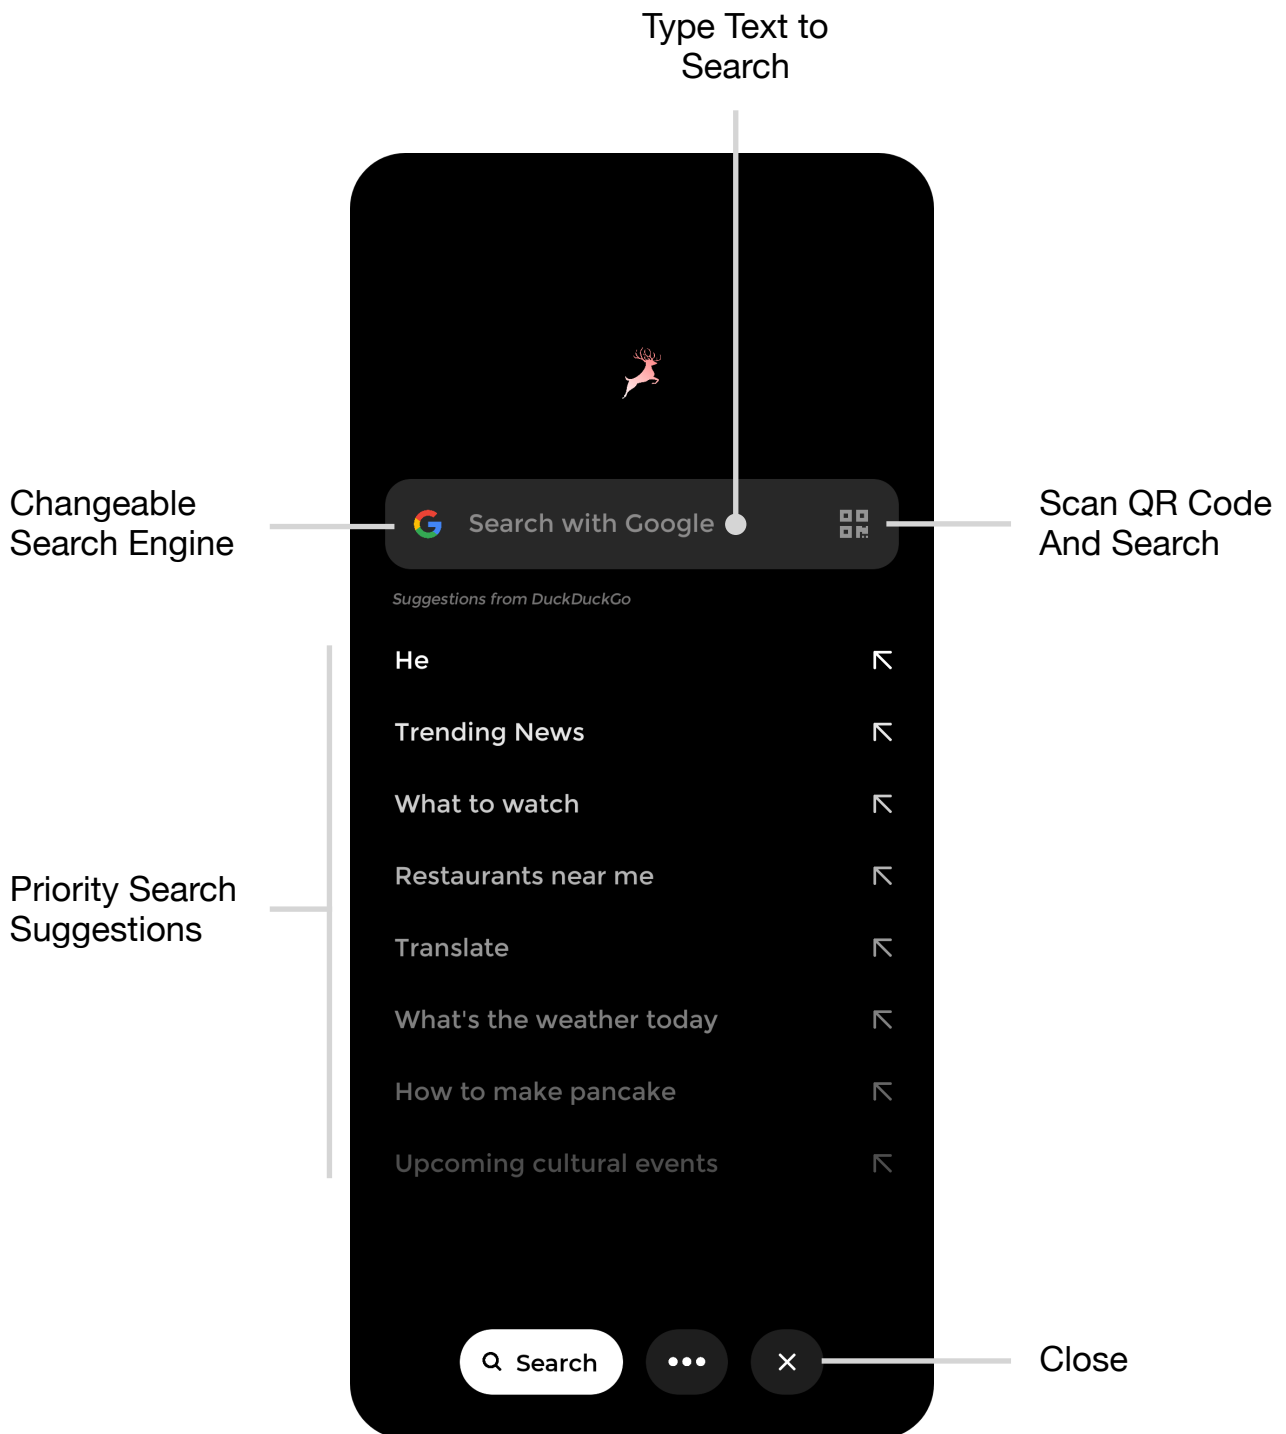 Type Text to
Search
Changeable
Search Engine
Search with Google
Scan QR Code
And Search
Suggestions from DuckDuckGo
He
Trending News
What to watch
Restaurants near me
Priority Search
Suggestions
Translate
What's the weather today
How to make pancake
Upcoming cultural events
Search
Close